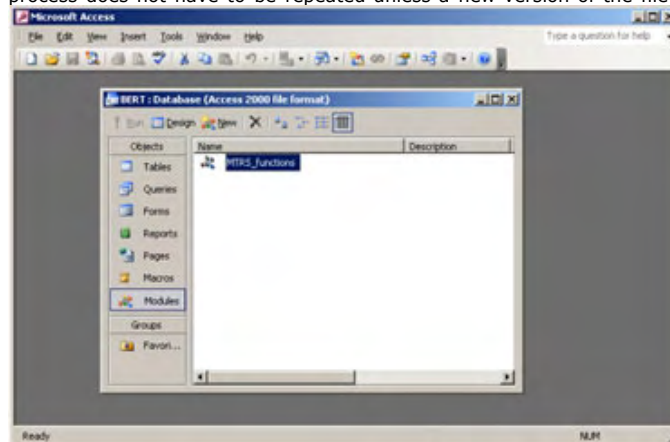 process does not have to be repeated unless a new version of the file
Microsoft Access
File Edit View Insert Tools Window Help
Type a question for help
BERT : Database (Access 2000 file format)
Run Design New
Objects
Name
Description
Tables
MTRS_functions
Queries
Forms
Reports
Pages
Macros
Modules
Groups
Favori...
Ready
NUM